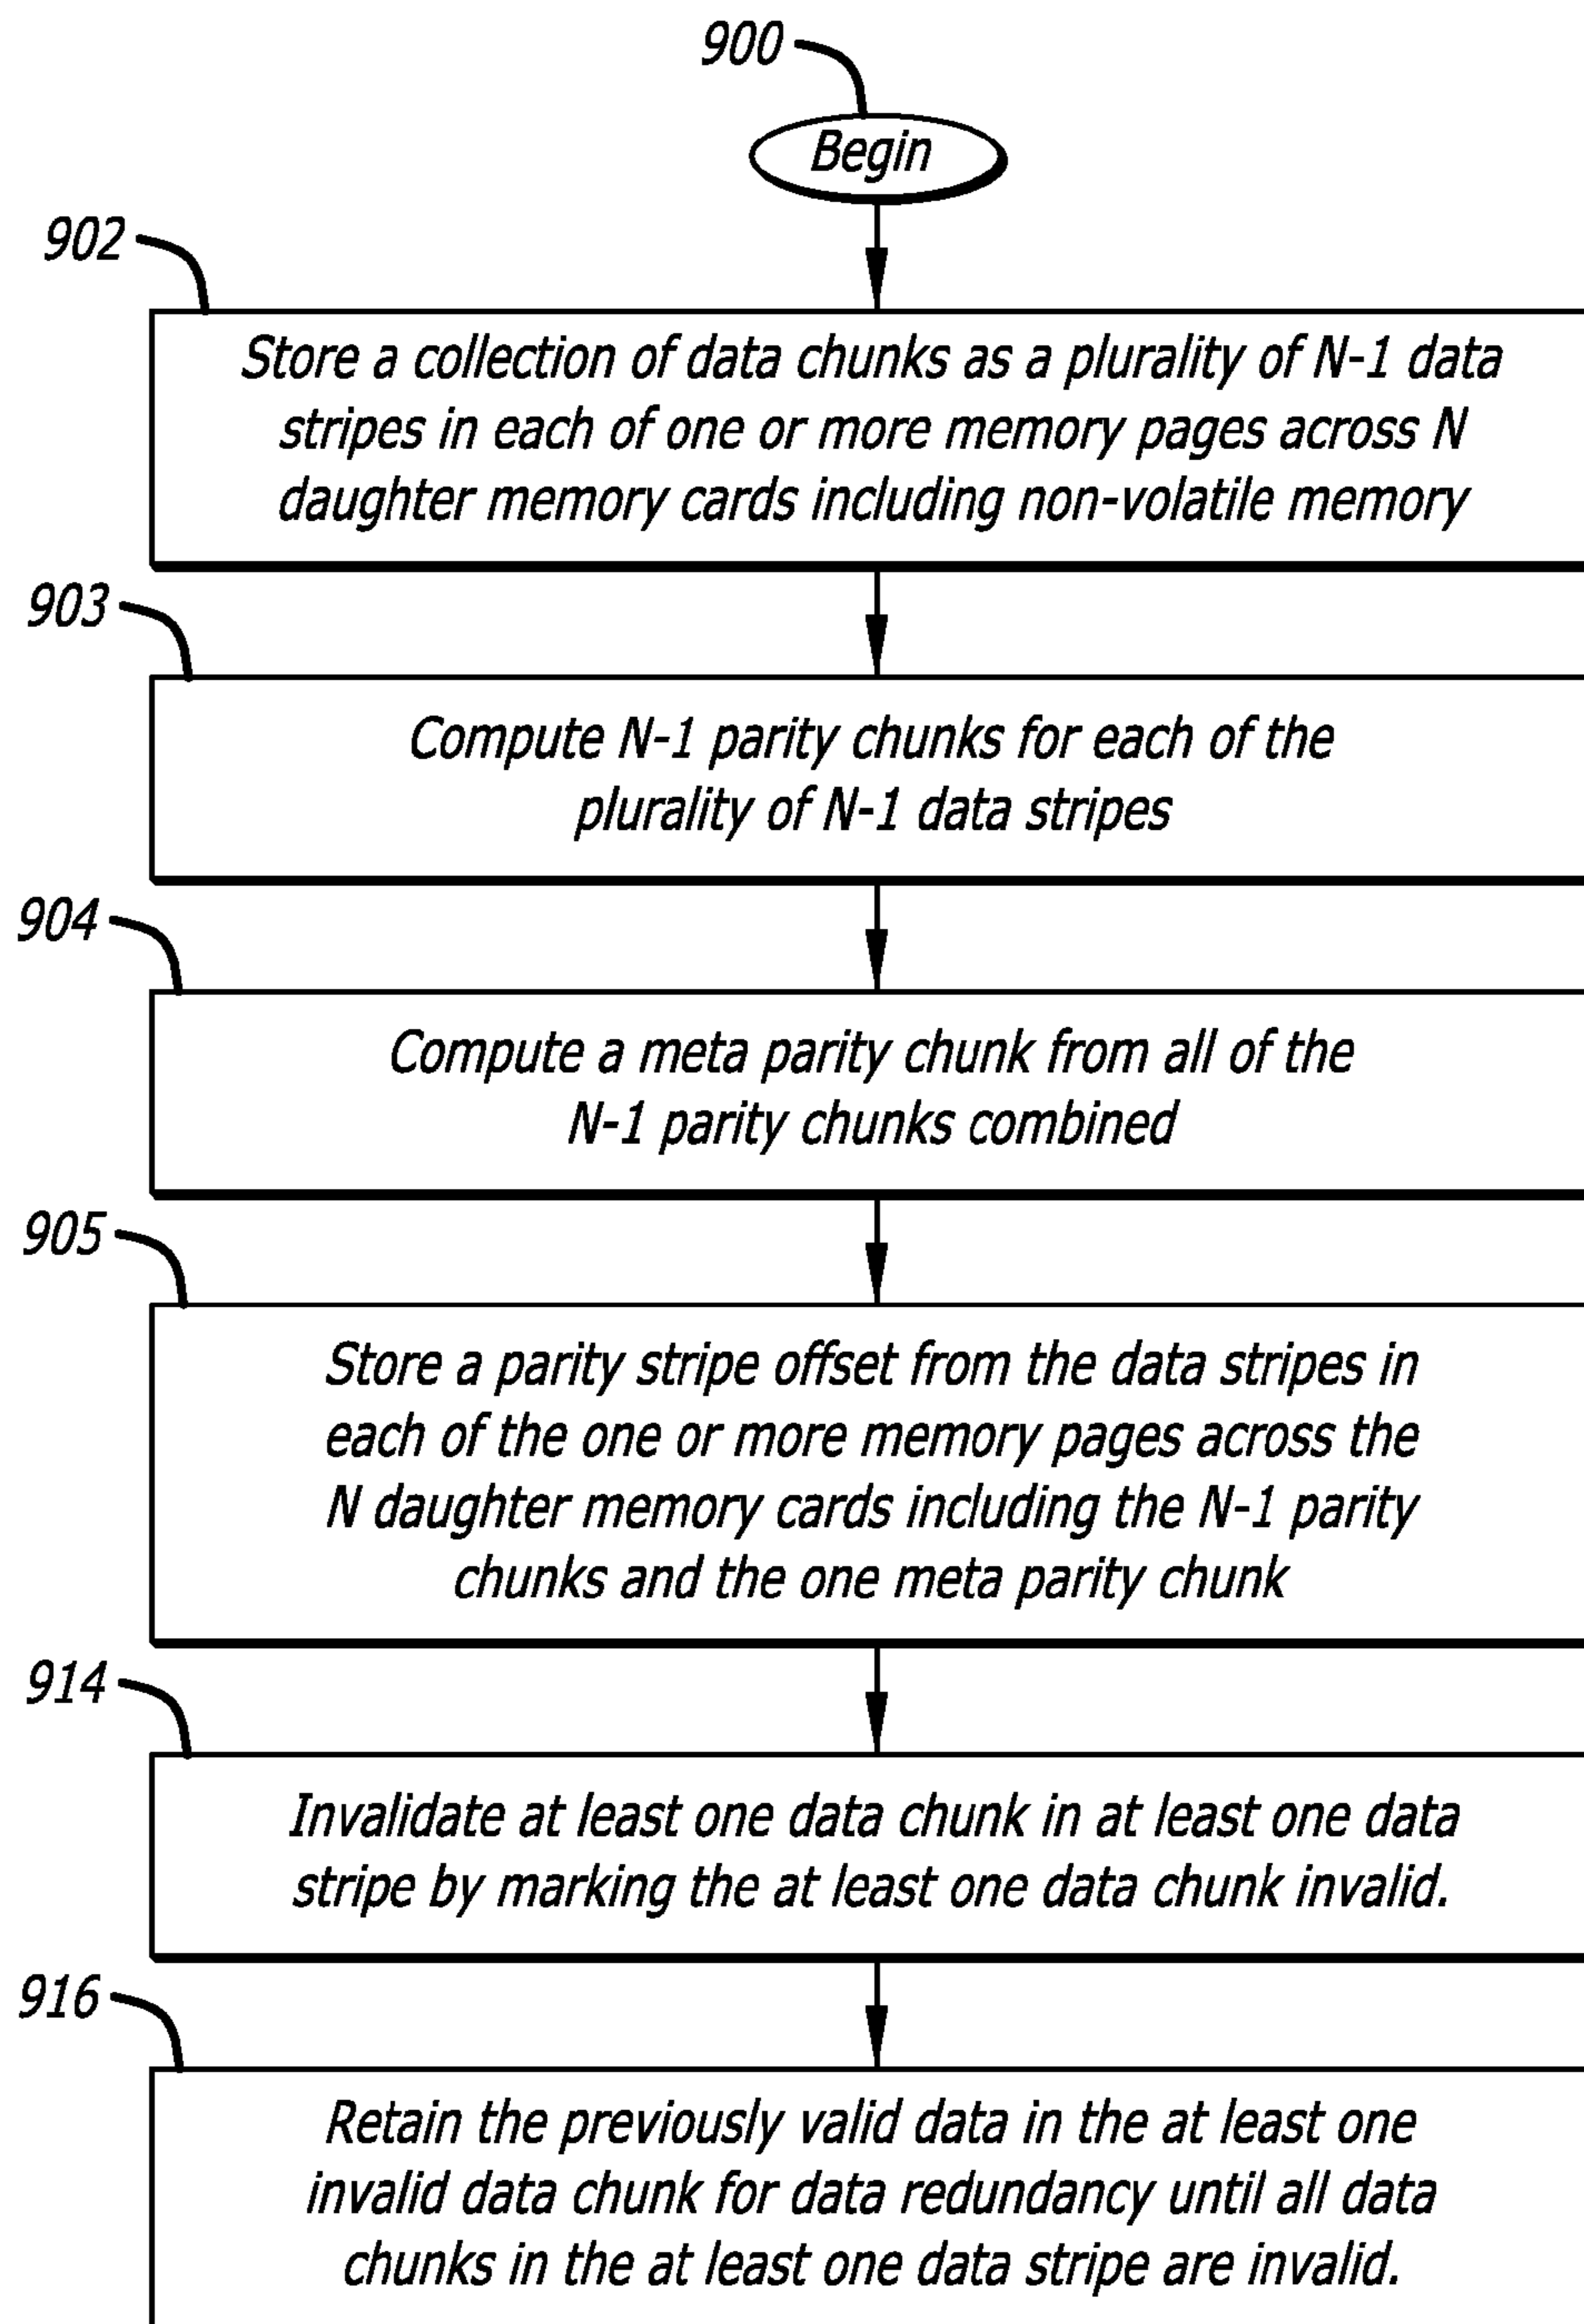 900
Begin
902
Store a collection of data chunks as a plurality of N-1 data
stripes in each of one or more memory pages across N
daughter memory cards including non-volatile memory
903
Compute N-1 parity chunks for each of the
plurality of N-1 data stripes
904
Compute a meta parity chunk from all of the
N-1 parity chunks combined
905
Store a parity stripe offset from the data stripes in
each of the one or more memory pages across the
N daughter memory cards including the N-1 parity
chunks and the one meta parity chunk
914
Invalidate at least one data chunk in at least one data
stripe by marking the at least one data chunk invalid.
916
Retain the previously valid data in the at least one
invalid data chunk for data redundancy until all data
chunks in the at least one data stripe are invalid.